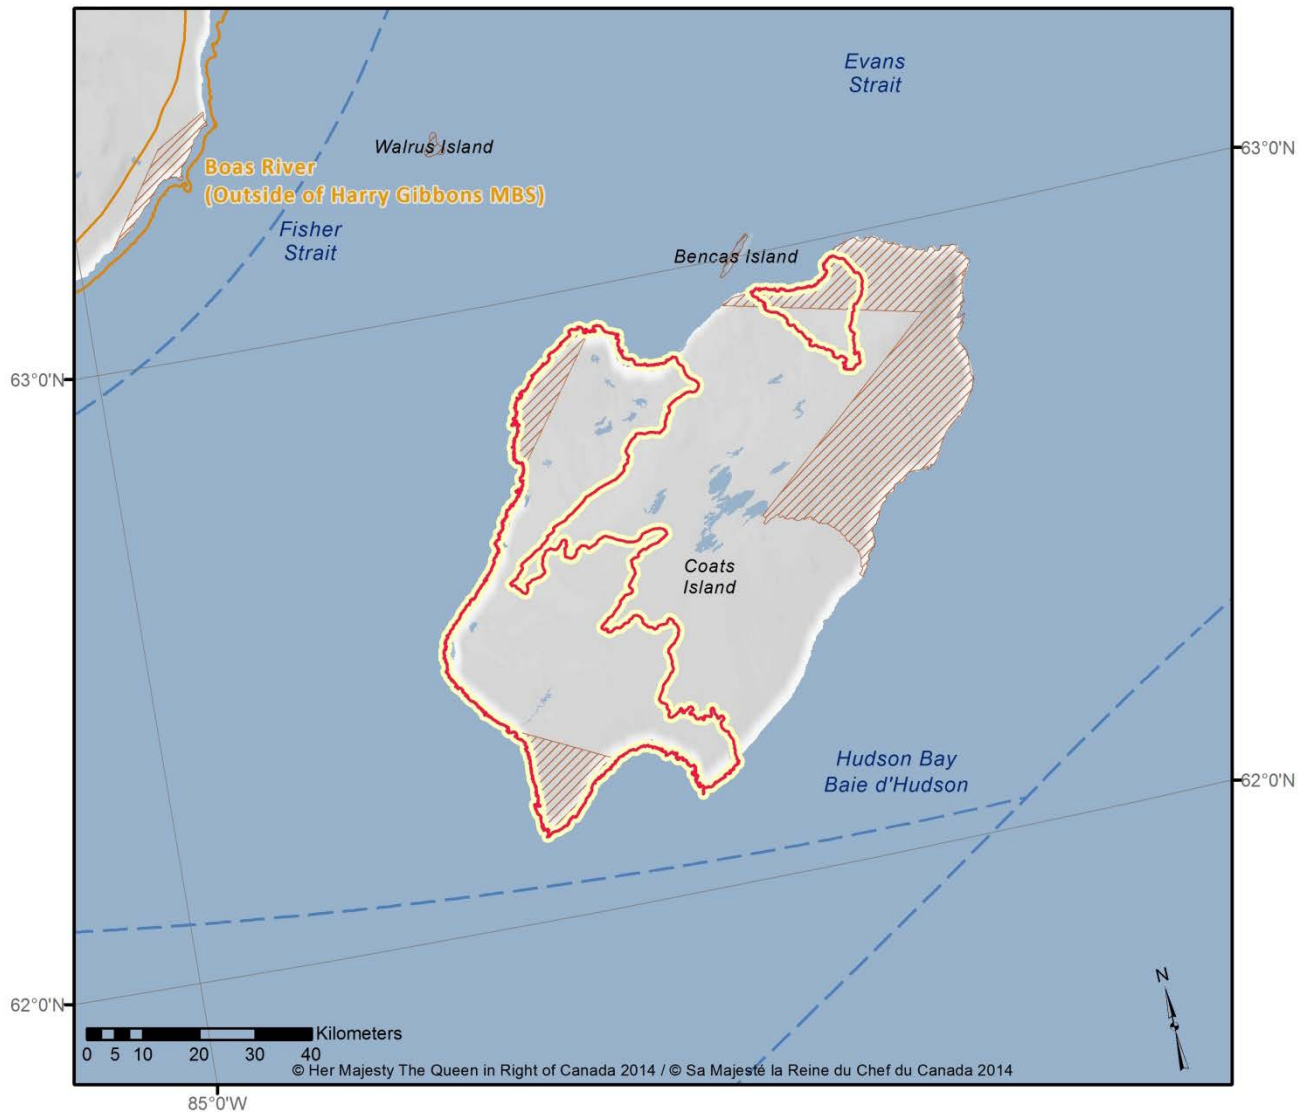 Evans
Strait
Walrus Island
63°0'N
Boas River
(Outside of Harry Gibbons MBS)
Fisher
Strait
Bencas Island
63°0'N
Coats
Island
Hudson Bay
Baie d'Hudson
62°0'N
N
62°0'N
Kilometers
0 5 10 20 30 40
© Her Majesty The Queen in Right of Canada 2014 / © Sa Majesté la Reine du Chef du Canada 2014
85°0'W